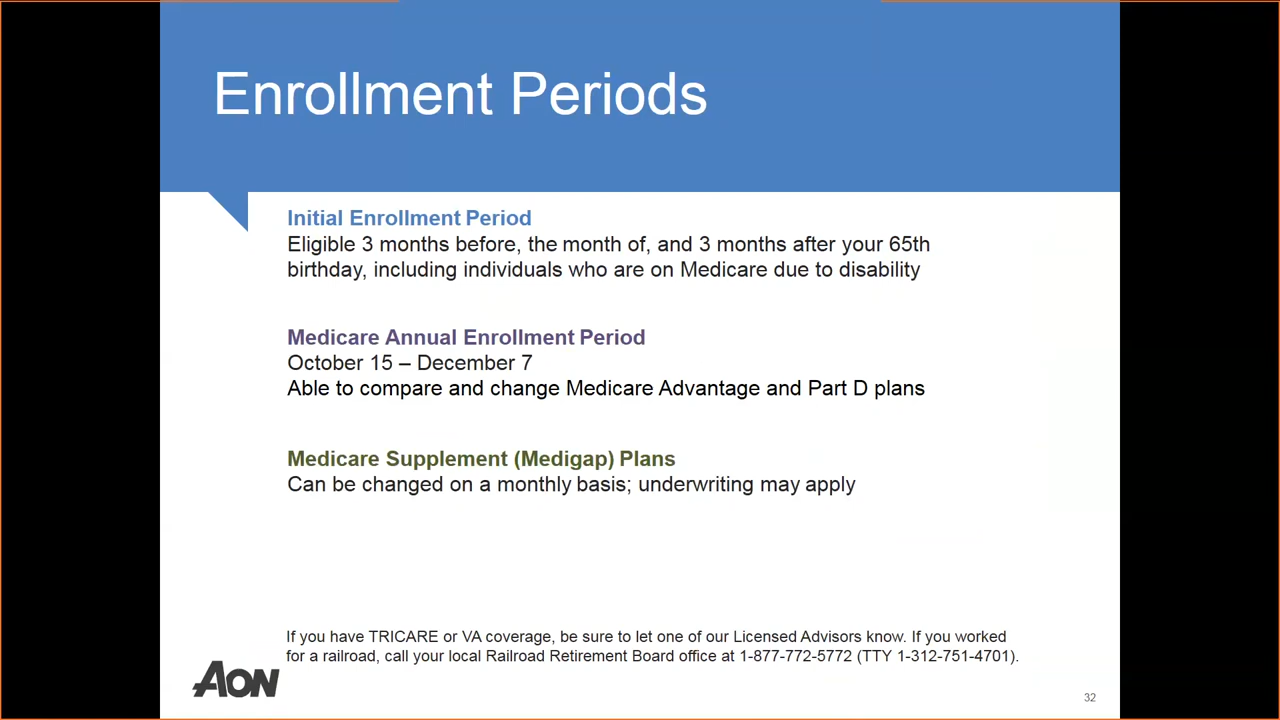 Enrollment Periods
Initial Enrollment Period
Eligible 3 months before, the month of, and 3 months after your 65th
birthday, including individuals who are on Medicare due to disability
Medicare Annual Enrollment Period
October 15 – December 7
Able to compare and change Medicare Advantage and Part D plans
Medicare Supplement (Medigap) Plans
Can be changed on a monthly basis; underwriting may apply
If you have TRICARE or VA coverage, be sure to let one of our Licensed Advisors know. If you worked
for a railroad, call your local Railroad Retirement Board office at 1-877-772-5772 (TTY 1-312-751-4701).
AON
32